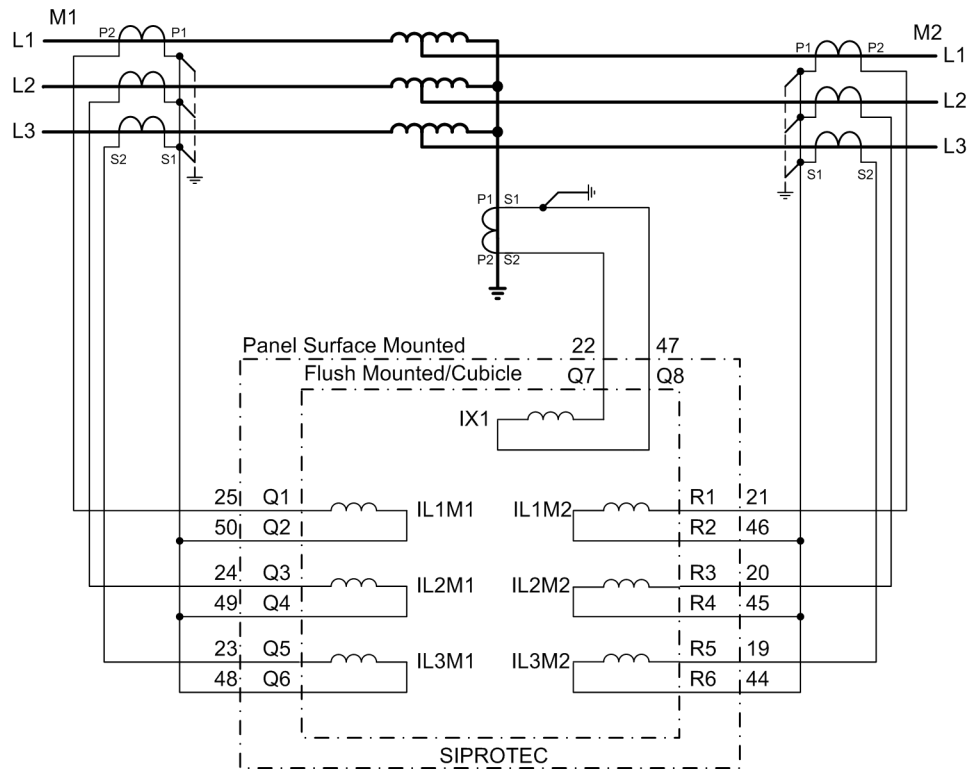 M1
P2 P1
L1
L2
L3
S2 S1
M2
P1 P2
L1
L2
L3
S1 S2
P1 S1
P2 S2
Panel Surface Mounted 22 47
Flush Mounted/Cubicle Q7 Q8
IX1
25 Q1 IL1M1 IL1M2 R1 21
50 Q2 R2 46
24 Q3 IL2M1 IL2M2 R3 20
49 Q4 R4 45
23 Q5 IL3M1 IL3M2 R5 19
48 Q6 R6 44
SIPROTEC